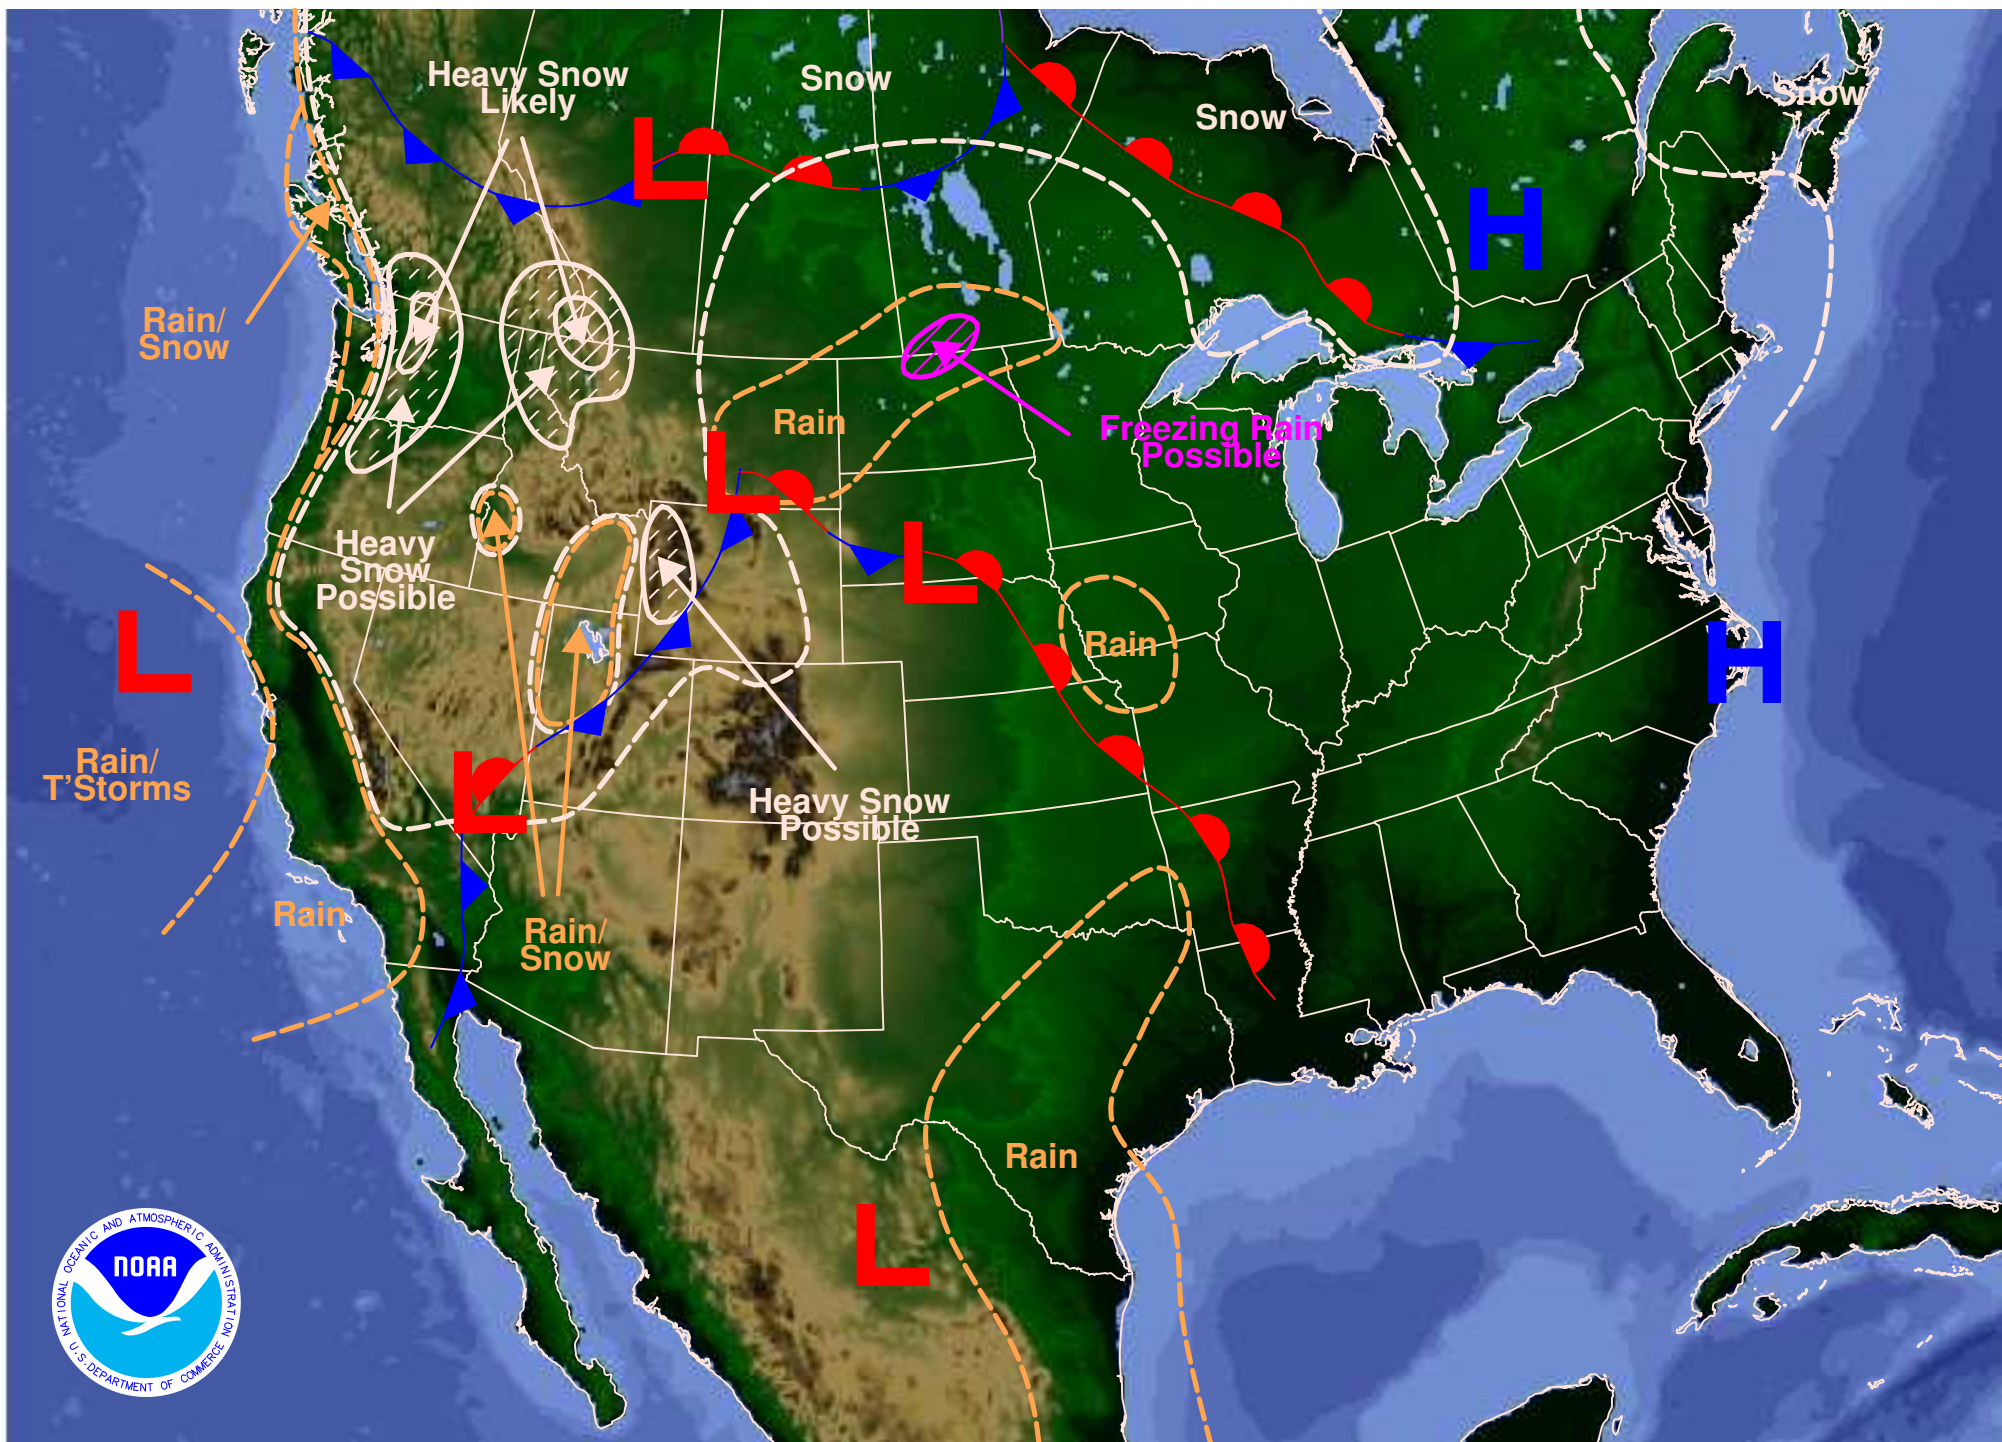 Heavy Snow
Likely
Snow
Snow
Snow
L
H
Rain/
Snow
Rain
Freezing Rain
Possible
L
L
Heavy
Snow
Possible
L
Rain
H
Rain/
T'Storms
L
Heavy Snow
Possible
Rain
Rain/
Snow
Rain
L
NATIONAL OCEANIC AND ATMOSPHERIC ADMINISTRATION
NOAA
U.S. DEPARTMENT OF COMMERCE